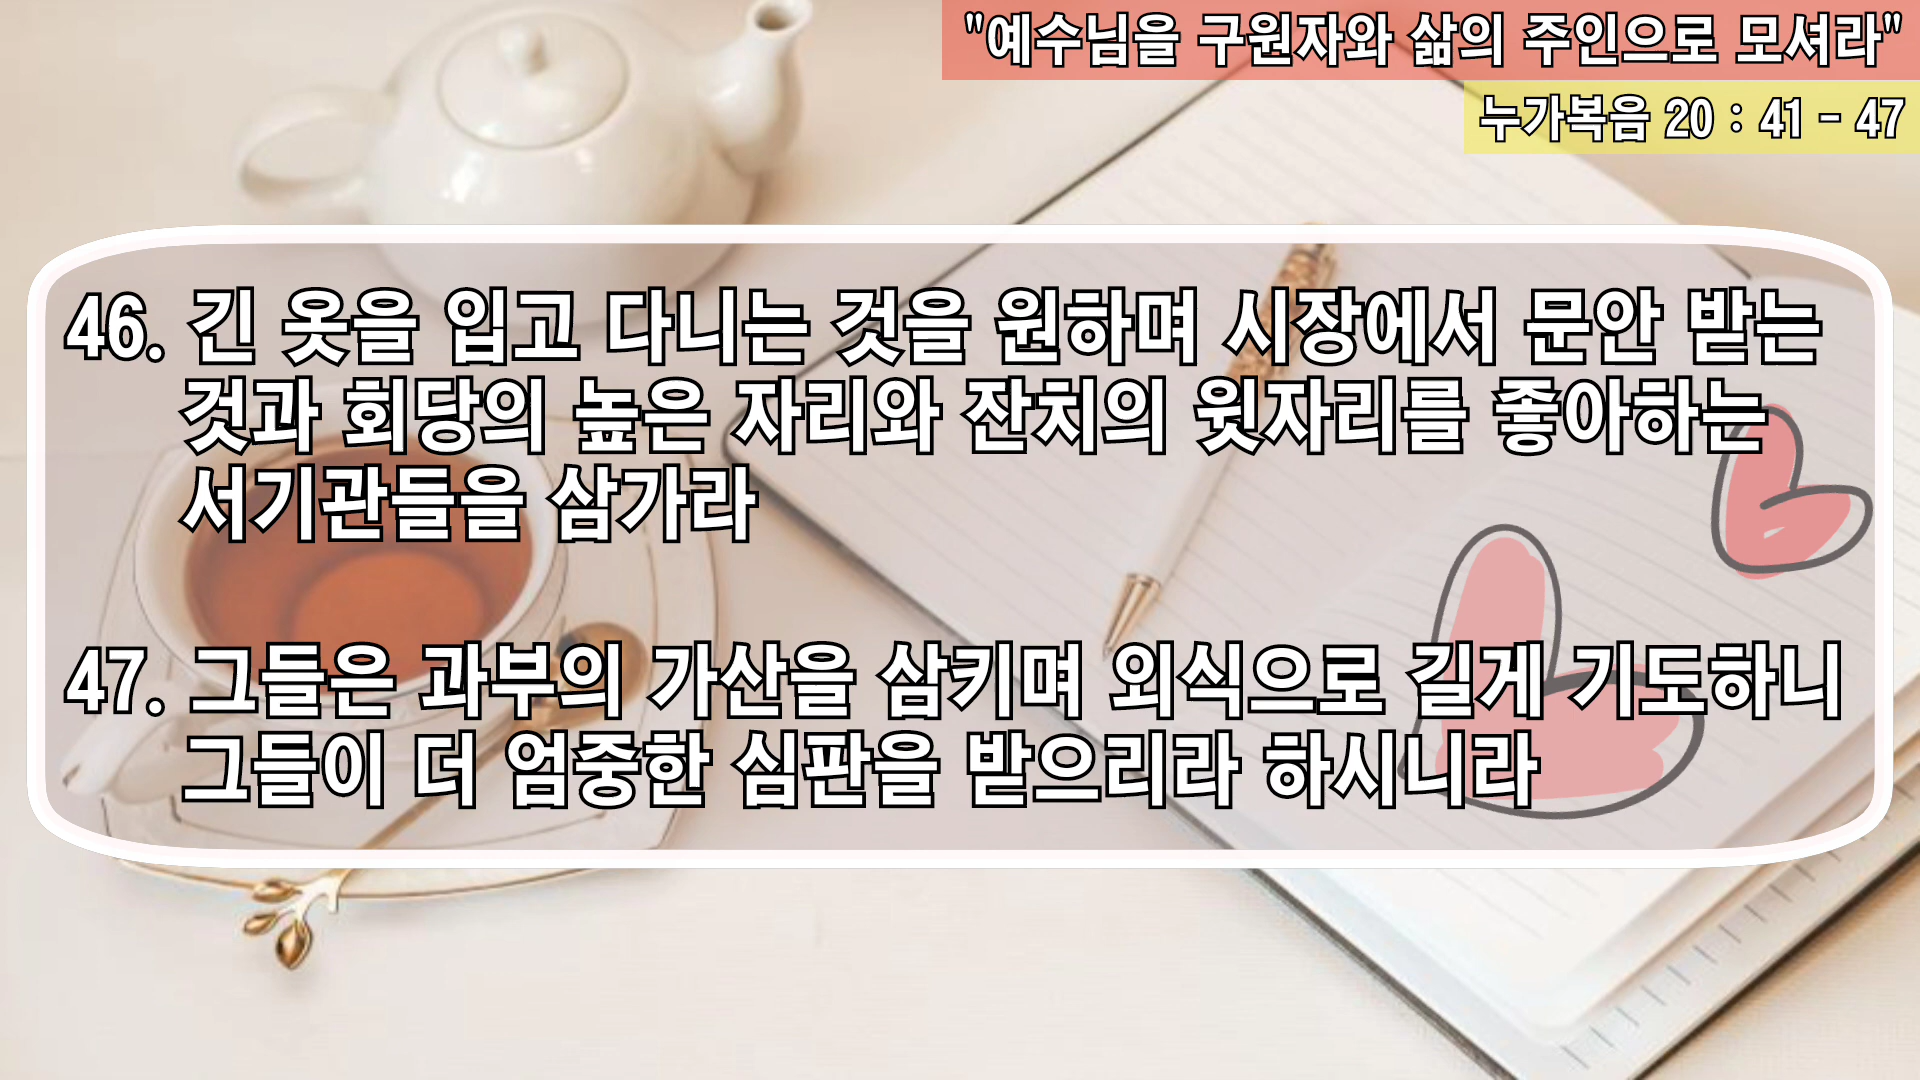 "예수님을 구원자와 삶의 주인으로 모셔라"
누가복음 20 : 41 - 47
46. 긴 옷을 입고 다니는 것을 원하며 시장에서 문안 받는
것과 회당의 높은 자리와 잔치의 윗자리를 좋아하는
서기관들을 삼가라
47. 그들은 과부의 가산을 삼키며 외식으로 길게 기도하니
그들이 더 엄중한 심판을 받으리라 하시니라